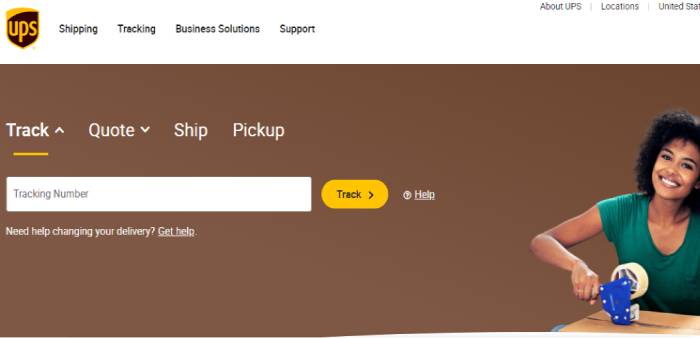 About UPS | Locations | United Stat
ups
Shipping Tracking Business Solutions Support
Track Quote Ship Pickup
Tracking Number
Track
Help
Need help changing your delivery? Get help.